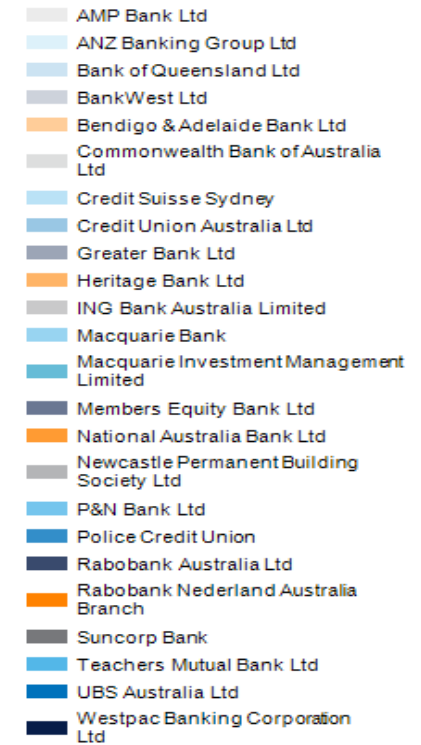 AMP Bank Ltd
ANZ Banking Group Ltd
Bank of Queensland Ltd
BankWest Ltd
Bendigo & Adelaide Bank Ltd
Commonwealth Bank of Australia
Ltd
Credit Suisse Sydney
Credit Union Australia Ltd
Greater Bank Ltd
Heritage Bank Ltd
ING Bank Australia Limited
Macquarie Bank
Macquarie Investment Management
Limited
Members Equity Bank Ltd
National Australia Bank Ltd
Newcastle Permanent Building
Society Ltd
P&N Bank Ltd
Police Credit Union
Rabobank Australia Ltd
Rabobank Nederland Australia
Branch
Suncorp Bank
Teachers Mutual Bank Ltd
UBS Australia Ltd
Westpac Banking Corporation
Ltd